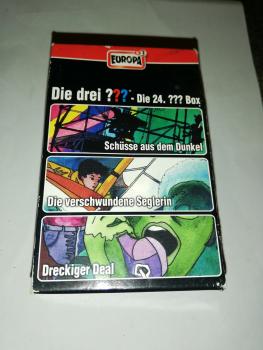 EUROPA
Die drei ??? - Die 24. ??? Box
Schüsse aus dem Dunkel
Die verschwundene Seglerin
Dreckiger Deal